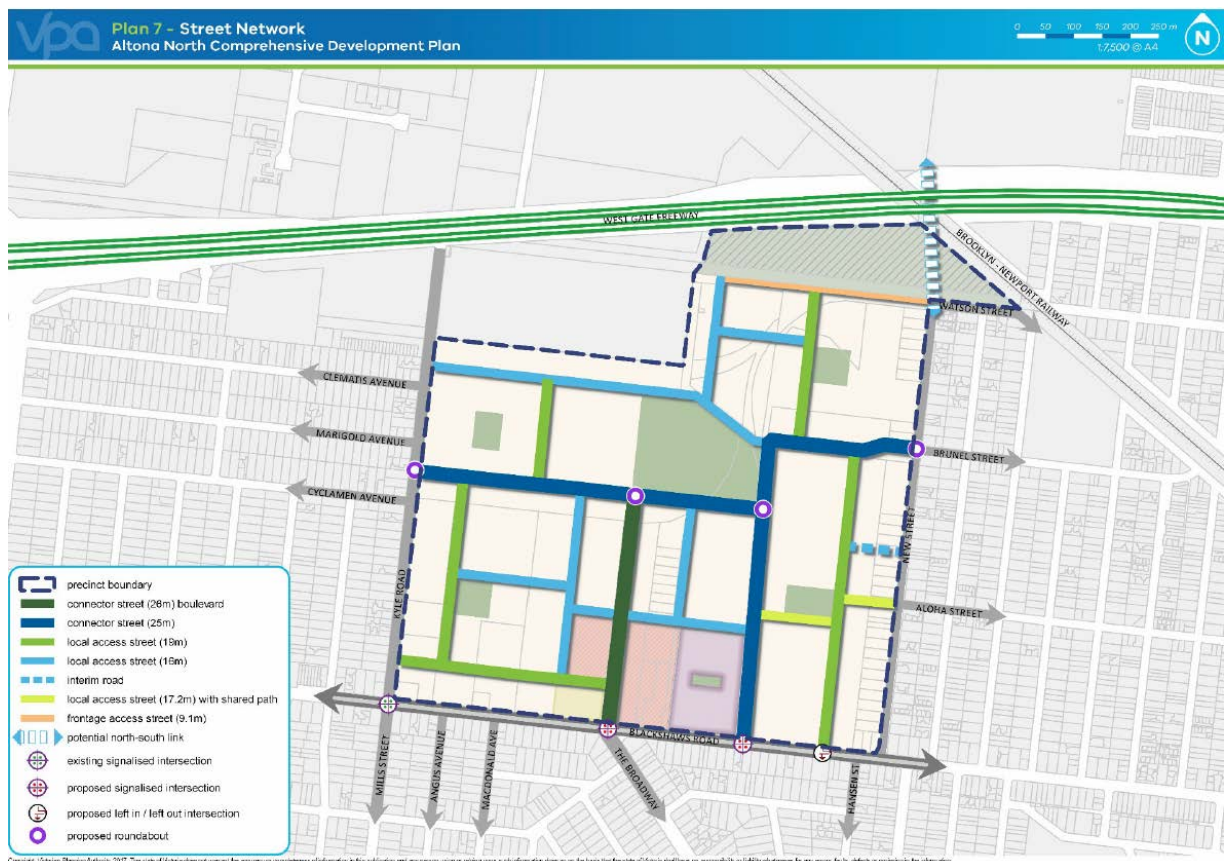 vpa
Plan 7 - Street Network
Altona North Comprehensive Development Plan
0 50 100 150 200 250 m
1:7,500 @ A4
N
WEST GATE FREEWAY
BROOKLYN - NEWPORT RAILWAY
WATSON STREET
CLEMATIS AVENUE
MARIGOLD AVENUE
BRUNEL STREET
CYCLAMEN AVENUE
NEW STREET
KYLE ROAD
ALOHA STREET
BLACKSHAWS ROAD
MILLS STREET
ANGUS AVENUE
MACDONALD AVE
THE BROADWAY
HANSEN ST
precinct boundary
connector street (26m) boulevard
connector street (25m)
local access street (19m)
local access street (16m)
interim road
local access street (17.2m) with shared path
frontage access street (9.1m)
potential north-south link
existing signalised intersection
proposed signalised intersection
proposed left in / left out intersection
proposed roundabout